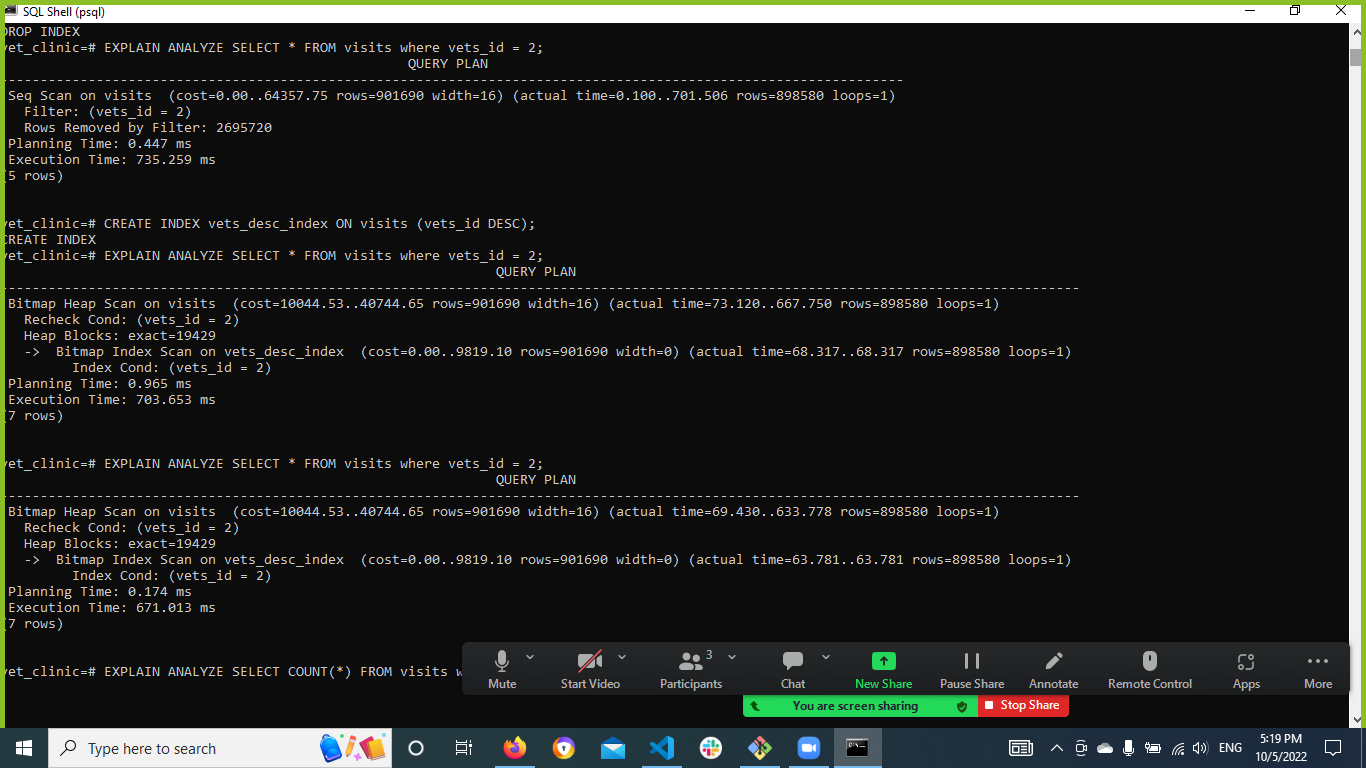 SQL Shell (psql)
DROP INDEX
vet_clinic=# EXPLAIN ANALYZE SELECT * FROM visits where vets_id = 2;
QUERY PLAN
----------------------------------------------------------------------------------------------------------------
Seq Scan on visits  (cost=0.00..64357.75 rows=901690 width=16) (actual time=0.100..701.506 rows=898580 loops=1)
Filter: (vets_id = 2)
Rows Removed by Filter: 2695720
Planning Time: 0.447 ms
Execution Time: 735.259 ms
(5 rows)
vet_clinic=# CREATE INDEX vets_desc_index ON visits (vets_id DESC);
CREATE INDEX
vet_clinic=# EXPLAIN ANALYZE SELECT * FROM visits where vets_id = 2;
QUERY PLAN
--------------------------------------------------------------------------------------------------------------------------------------
Bitmap Heap Scan on visits  (cost=10044.53..40744.65 rows=901690 width=16) (actual time=73.120..667.750 rows=898580 loops=1)
Recheck Cond: (vets_id = 2)
Heap Blocks: exact=19429
->  Bitmap Index Scan on vets_desc_index  (cost=0.00..9819.10 rows=901690 width=0) (actual time=68.317..68.317 rows=898580 loops=1)
Index Cond: (vets_id = 2)
Planning Time: 0.965 ms
Execution Time: 703.653 ms
(7 rows)
vet_clinic=# EXPLAIN ANALYZE SELECT * FROM visits where vets_id = 2;
QUERY PLAN
--------------------------------------------------------------------------------------------------------------------------------------
Bitmap Heap Scan on visits  (cost=10044.53..40744.65 rows=901690 width=16) (actual time=69.430..633.778 rows=898580 loops=1)
Recheck Cond: (vets_id = 2)
Heap Blocks: exact=19429
->  Bitmap Index Scan on vets_desc_index  (cost=0.00..9819.10 rows=901690 width=0) (actual time=63.781..63.781 rows=898580 loops=1)
Index Cond: (vets_id = 2)
Planning Time: 0.174 ms
Execution Time: 671.013 ms
(7 rows)
vet_clinic=# EXPLAIN ANALYZE SELECT COUNT(*) FROM visits
3
Mute Start Video Participants Chat New Share Pause Share Annotate Remote Control Apps More
You are screen sharing Stop Share
Type here to search
ENG
5:19 PM
10/5/2022